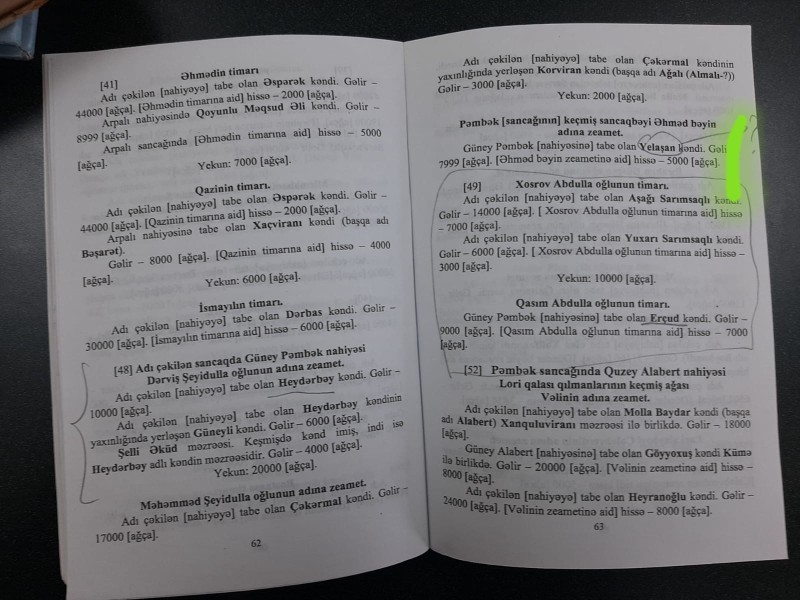 [41] Əhmədin timarı
Adı çəkilən [nahiyəyə] tabe olan Əspərək kəndi. Gəlir –
44000 [ağça]. [Əhmədin timarına aid] hissə – 2000 [ağça].
Arpalı nahiyəsində Qoyunlu Məqsud Əli kəndi. Gəlir –
8999 [ağça].
Arpalı sancağında [Əhmədin timarına aid] hissə – 5000
[ağça].
Yekun: 7000 [ağça].
Qazinin timarı.
Adı çəkilən [nahiyəyə] tabe olan Əspərək kəndi. Gəlir –
44000 [ağça]. [Qazinin timarına aid] hissə – 2000 [ağça].
Arpalı nahiyəsinə tabe olan Xaçviranı kəndi (başqa adı
Başarət).
Gəlir – 8000 [ağça]. [Qazinin timarına aid] hissə – 4000
[ağça].
Yekun: 6000 [ağça].
İsmayılın timarı.
Adı çəkilən [nahiyəyə] tabe olan Dərbas kəndi. Gəlir –
30000 [ağça]. [İsmayılın timarına aid] hissə – 6000 [ağça].
[48] Adı çəkilən sancaqda Güney Pəmbək nahiyəsi
Dərviş Şeyidulla oğlunun adına zeamet.
Adı çəkilən [nahiyəyə] tabe olan Heydərbəy kəndi. Gəlir –
10000 [ağça].
Adı çəkilən [nahiyəyə] tabe olan Heydərbəy kəndinin
yaxınlığında yerləşən Güneyli kəndi. Gəlir – 6000 [ağça].
Şelli Əküd məzrəəsi. Keçmişdə kənd imiş, indi isə
Heydərbəy adlı kəndin məzrəəsidir. Gəlir – 4000 [ağça].
Yekun: 20000 [ağça].
Məhəmməd Şeyidulla oğlunun adına zeamet.
Adı çəkilən [nahiyəyə] tabe olan Çəkərmal kəndi. Gəlir –
17000 [ağça].
62
Adı çəkilən [nahiyəyə] tabe olan Çəkərmal kəndinin
yaxınlığında yerləşən Korviran kəndi (başqa adı Ağalı (Almalı-?))
Gəlir – 3000 [ağça].
Yekun: 2000 [ağça].
Pəmbək [sancağının] keçmiş sancaqbəyi Əhməd bəyin
adına zeamet.
Güney Pəmbək [nahiyəsinə] tabe olan Yelaşan kəndi. Gəli
7999 [ağça]. [Əhməd bəyin zeametinə aid] hissə – 5000 [ağça].
[49] Xosrov Abdulla oğlunun timarı.
Adı çəkilən [nahiyəyə] tabe olan Aşağı Sarımsaqlı kəndi.
Gəlir – 14000 [ağça]. [ Xosrov Abdulla oğlunun timarına aid] hissə
– 7000 [ağça].
Adı çəkilən [nahiyəyə] tabe olan Yuxarı Sarımsaqlı kəndi.
Gəlir – 6000 [ağça]. [ Xosrov Abdulla oğlunun timarına aid] hissə –
3000 [ağça].
Yekun: 10000 [ağça].
Qasım Abdulla oğlunun timarı.
Güney Pəmbək [nahiyəsinə] tabe olan Erçud kəndi. Gəlir –
9000 [ağça]. [Qasım Abdulla oğlunun timarına aid] hissə – 7000
[ağça].
[52] Pəmbək sancağında Quzey Alabert nahiyəsi
Lori qalası qılmanlarının keçmiş ağası
Vəlinin adına zeamet.
Adı çəkilən [nahiyəyə] tabe olan Molla Baydar kəndi (başqa
adı Alabert) Xanquluviranı məzrəəsi ilə birlikdə. Gəlir – 18000
[ağça].
Güney Alabert [nahiyəsinə] tabe olan Göyyoxuş kəndi Kümə
ilə birlikdə. Gəlir – 20000 [ağça]. [Vəlinin zeametinə aid] hissə –
8000 [ağça].
Adı çəkilən [nahiyəyə] tabe olan Heyranoğlu kəndi. Gəlir –
24000 [ağça]. [Vəlinin zeametinə aid] hissə – 8000 [ağça].
63